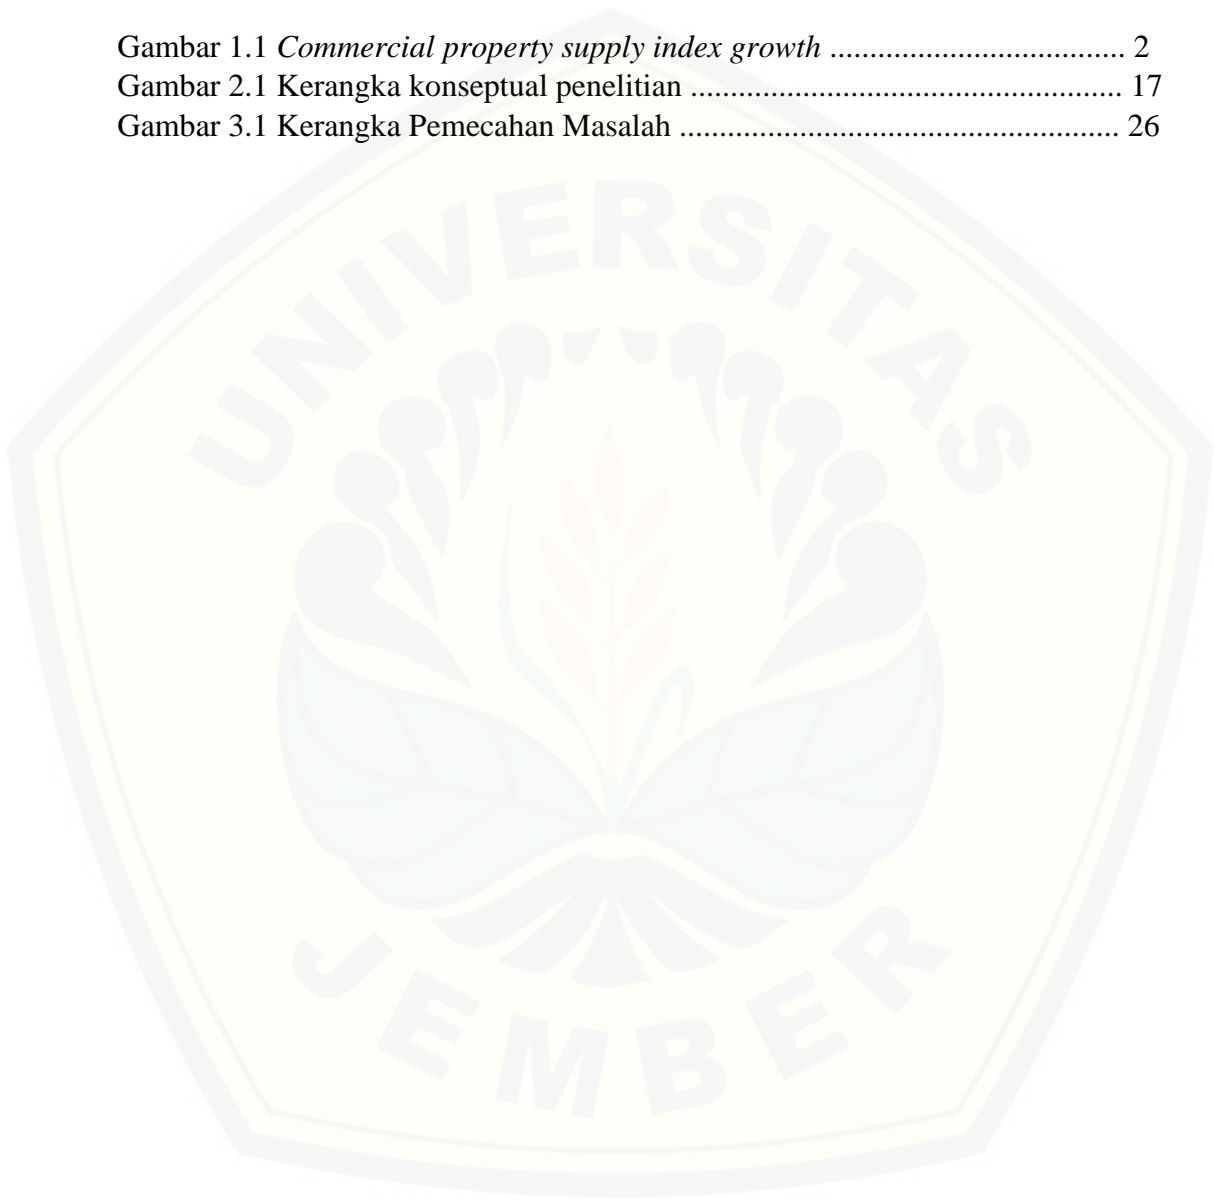 Gambar 1.1 Commercial property supply index growth ..................................... 2
Gambar 2.1 Kerangka konseptual penelitian ...................................................... 17
Gambar 3.1 Kerangka Pemecahan Masalah ....................................................... 26
UNIVERSITAS
JEMBER